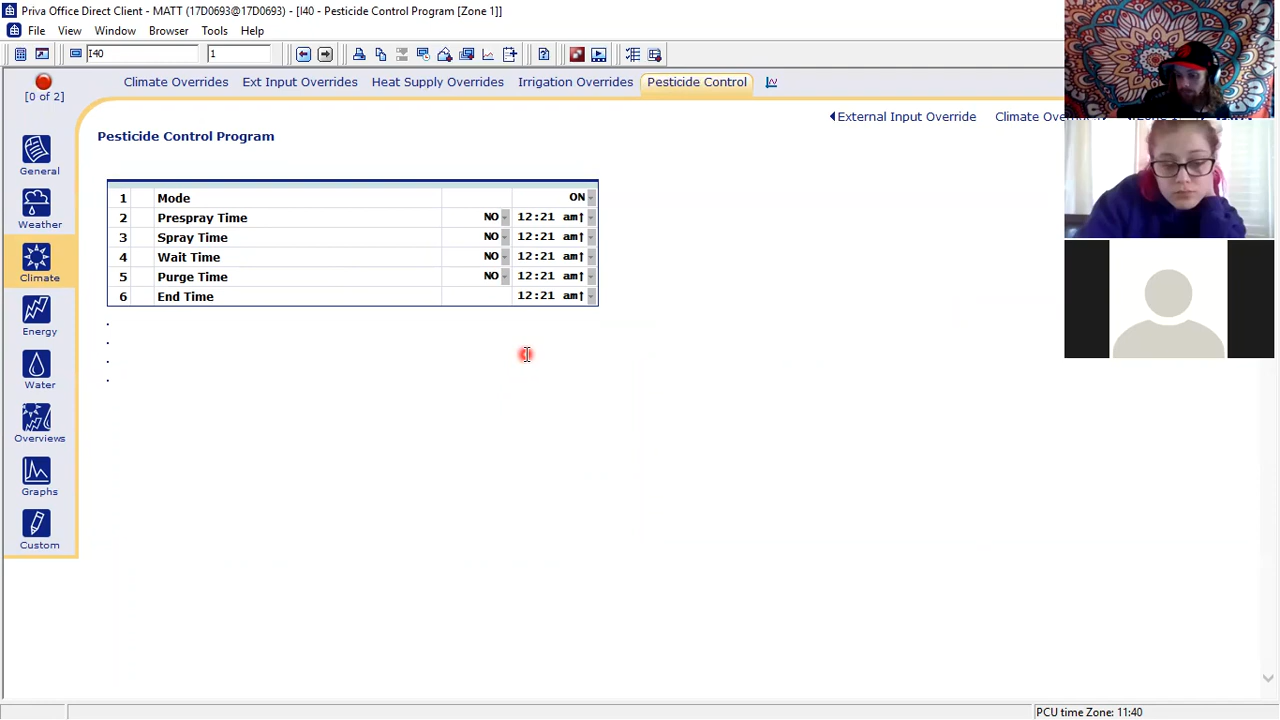 Priva Office Direct Client - MATT (17D0693@17D0693) - [I40 - Pesticide Control Program [Zone 1]]
File View Window Browser Tools Help
I40 1
[0 of 2]
Climate Overrides Ext Input Overrides Heat Supply Overrides Irrigation Overrides Pesticide Control
External Input Override Climate
Pesticide Control Program
1 Mode ON
2 Prespray Time NO 12:21 am↑
3 Spray Time NO 12:21 am↑
4 Wait Time NO 12:21 am↑
5 Purge Time NO 12:21 am↑
6 End Time 12:21 am↑
.
.
.
.
General
Weather
Climate
Energy
Water
Overviews
Graphs
Custom
PCU time Zone: 11:40